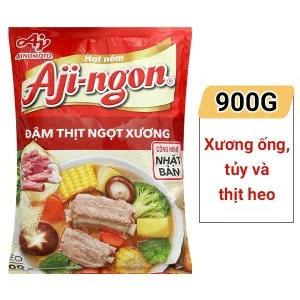 AJINOMOTO
Hạt nêm
Aji-ngon®
ĐẬM THỊT NGỌT XƯƠNG
CÔNG NGHỆ
NHẬT BẢN
900G
Xương ống,
tủy và
thịt heo